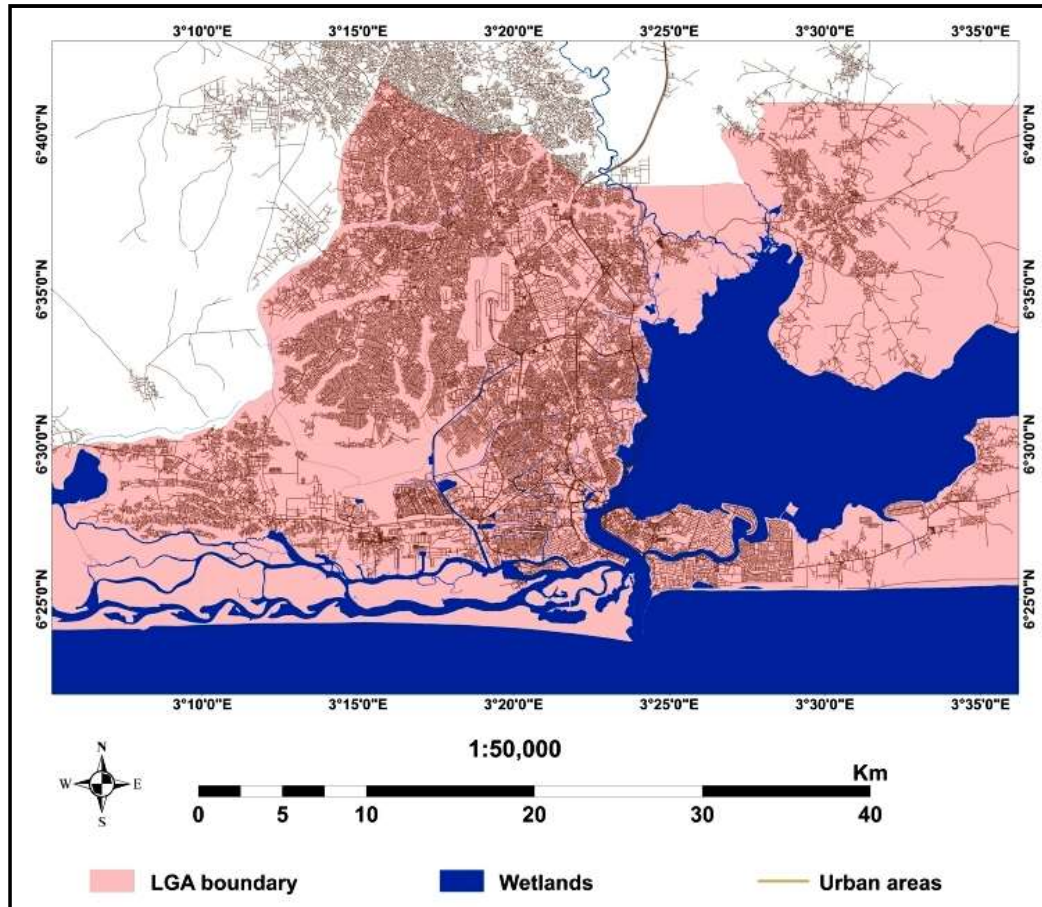 3°10'0"E 3°15'0"E 3°20'0"E 3°25'0"E 3°30'0"E 3°35'0"E
6°40'0"N 6°40'0"N
6°35'0"N 6°35'0"N
6°30'0"N 6°30'0"N
6°25'0"N 6°25'0"N
3°10'0"E 3°15'0"E 3°20'0"E 3°25'0"E 3°30'0"E 3°35'0"E
1:50,000
N
W E
S
Km
0 5 10 20 30 40
LGA boundary Wetlands Urban areas